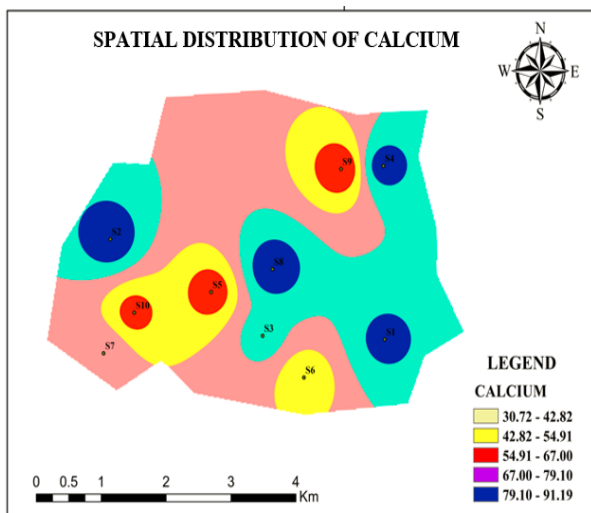 SPATIAL DISTRIBUTION OF CALCIUM
N
W E
S
S9
S4
S2
S8
S5
S10
S3
S1
S7
S6
LEGEND
CALCIUM
30.72 - 42.82
42.82 - 54.91
54.91 - 67.00
67.00 - 79.10
79.10 - 91.19
0 0.5 1 2 3 4
Km